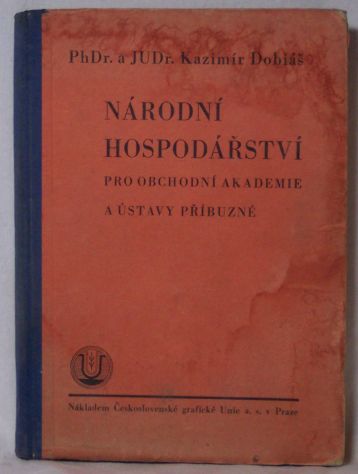 PhDr. a JUDr. Kazimír Dobiáš
NÁRODNÍ
HOSPODÁŘSTVÍ
PRO OBCHODNÍ AKADEMIE
A ÚSTAVY PŘÍBUZNÉ
U
Nákladem Československé grafické Unie a. s. v Praze